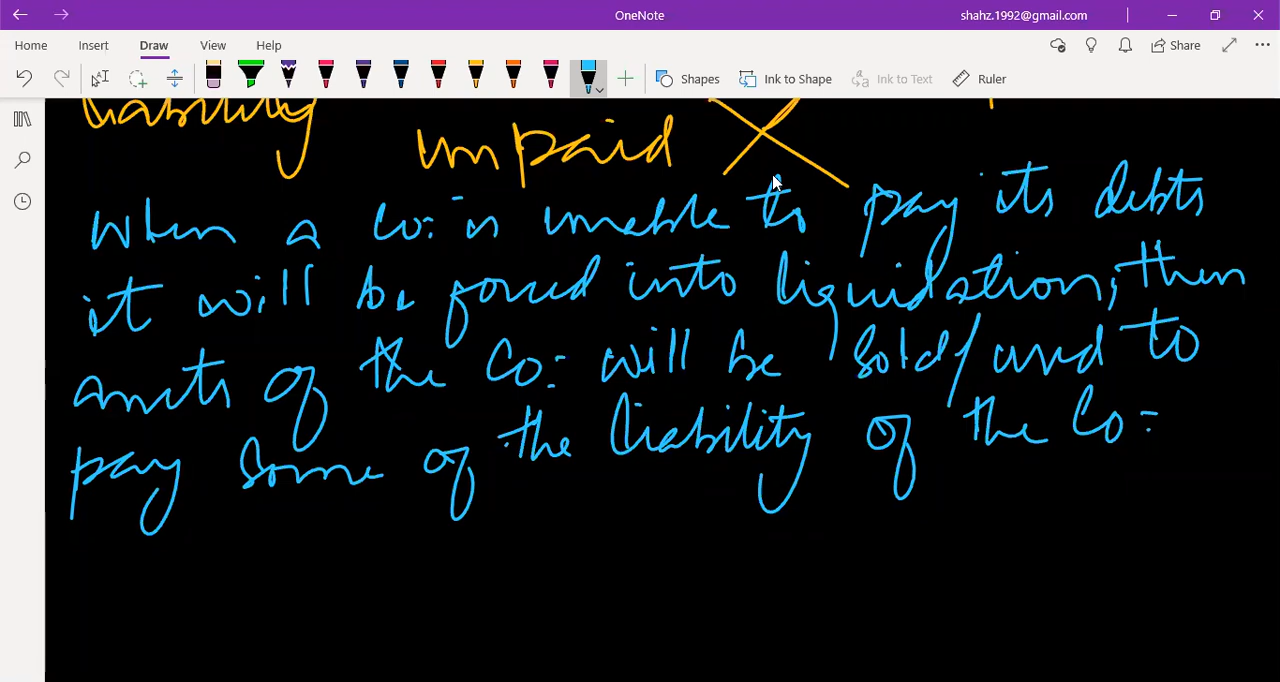 OneNote
shahz.1992@gmail.com
Home Insert Draw View Help
Share
Shapes Ink to Shape Ink to Text Ruler
liability
unpaid
When a Co: is unable to pay its debts
it will be forced into liquidation, then
assets of the Co: will be sold/ and to
pay some of the liability of the Co: